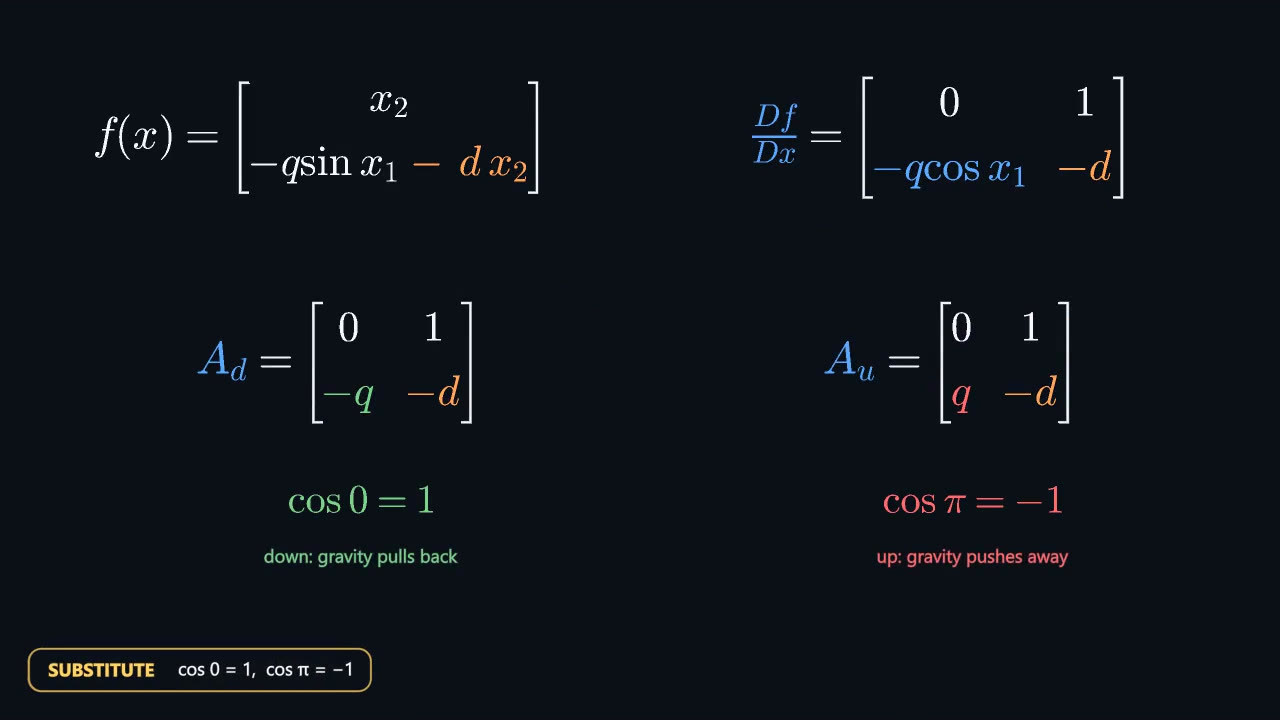 f(x) = [ x₂ ; −q sin x₁ − d x₂ ]
Df/Dx = [ 0 1 ; −q cos x₁ −d ]
A_d = [ 0 1 ; −q −d ]
A_u = [ 0 1 ; q −d ]
cos 0 = 1
cos π = −1
down: gravity pulls back
up: gravity pushes away
SUBSTITUTE cos 0 = 1, cos π = −1